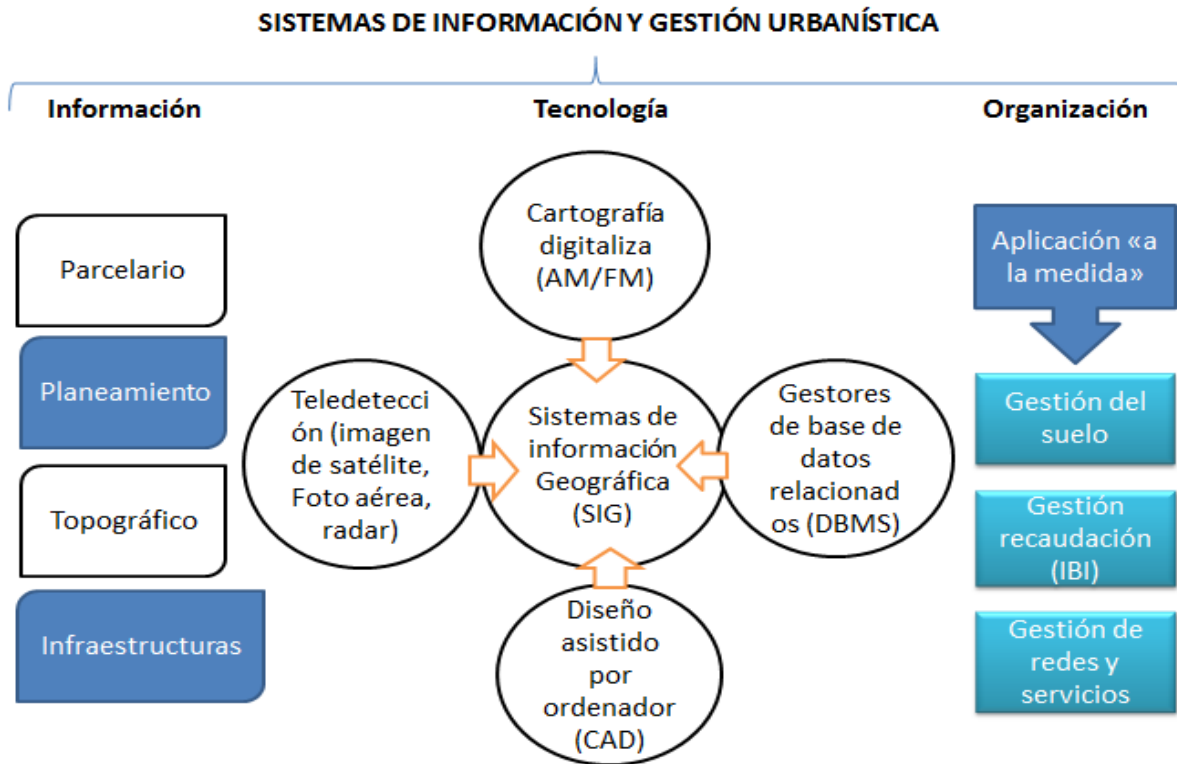 SISTEMAS DE INFORMACIÓN Y GESTIÓN URBANÍSTICA
Información
Tecnología
Organización
Parcelario
Planeamiento
Topográfico
Infraestructuras
Cartografía
digitaliza
(AM/FM)
Teledetecci
ón (imagen
de satélite,
Foto aérea,
radar)
Sistemas de
información
Geográfica
(SIG)
Gestores
de base de
datos
relacionad
os (DBMS)
Diseño
asistido
por
ordenador
(CAD)
Aplicación «a
la medida»
Gestión del
suelo
Gestión
recaudación
(IBI)
Gestión de
redes y
servicios